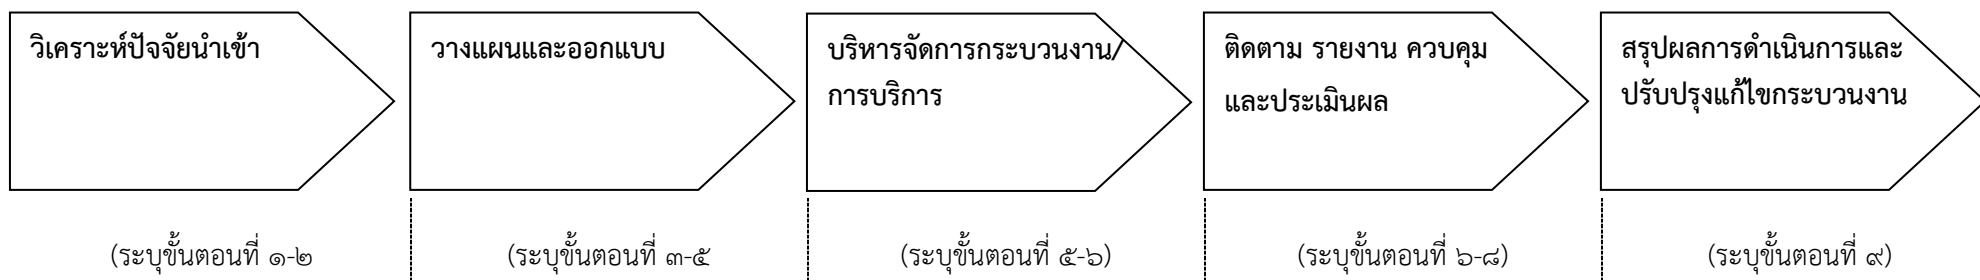 วิเคราะห์ปัจจัยนำเข้า
วางแผนและออกแบบ
บริหารจัดการกระบวนงาน/
การบริการ
ติดตาม รายงาน ควบคุม
และประเมินผล
สรุปผลการดำเนินการและ
ปรับปรุงแก้ไขกระบวนงาน
(ระบุขั้นตอนที่ ๑-๒
(ระบุขั้นตอนที่ ๓-๕
(ระบุขั้นตอนที่ ๕-๖)
(ระบุขั้นตอนที่ ๖-๘)
(ระบุขั้นตอนที่ ๙)